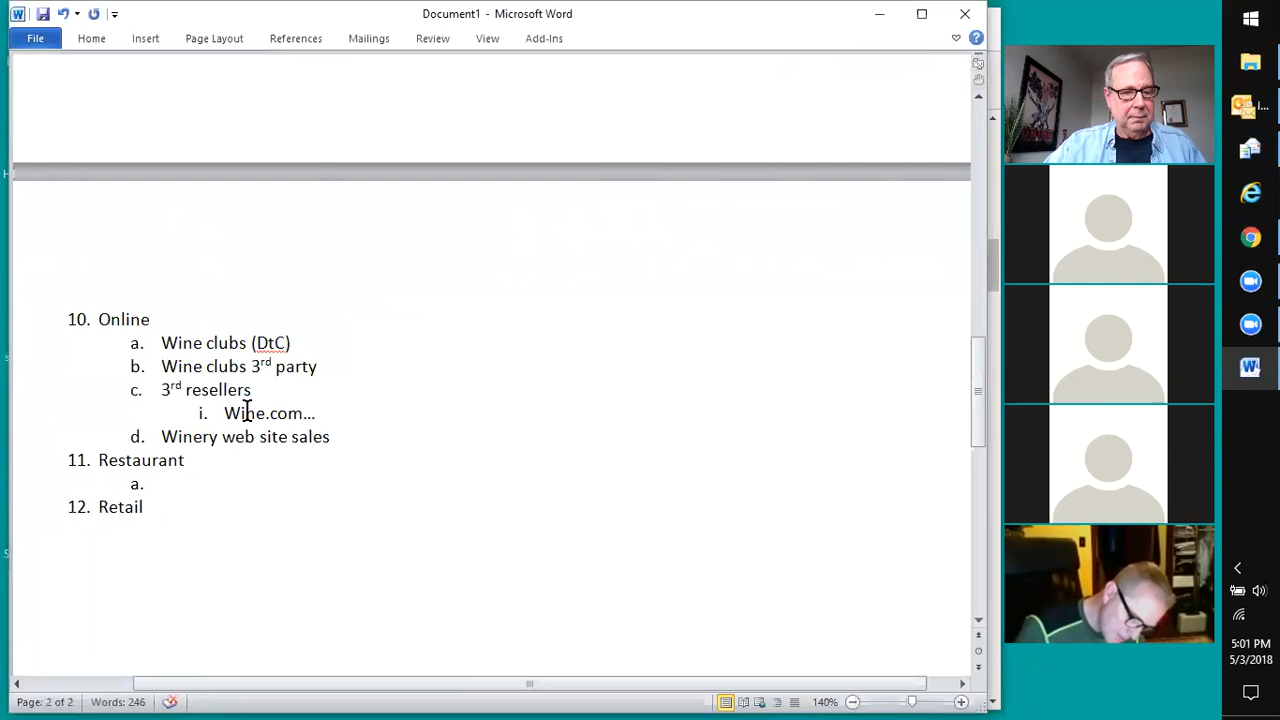 Document1 - Microsoft Word
File Home Insert Page Layout References Mailings Review View Add-Ins
10. Online
a. Wine clubs (DtC)
b. Wine clubs 3rd party
c. 3rd resellers
i. Wine.com...
d. Winery web site sales
11. Restaurant
a.
12. Retail
Page: 2 of 2 Words: 246 140%
5:01 PM
5/3/2018